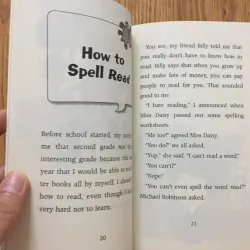 How to
Spell Read
Before school started, my
me that second grade was
interesting grade because this
year that I would be able to
ter books all by myself. I
how to read, even though I
very hard not to learn.
20
You see, my friend Billy told me that
you really don't have to know how to
read. Billy says that when you grow up
and make lots of money, you can pay
people to read for you. That sounded
good to me.
"I hate reading," I announced when
Miss Daisy passed out some
spelling worksheets.
"Me too!" agreed Miss Daisy.
"You do?" we all asked.
"Yup," she said. "I can't read a word!"
"You can't?"
"Nope."
"You can't even spell the word read?"
Michael Robinson asked.
21